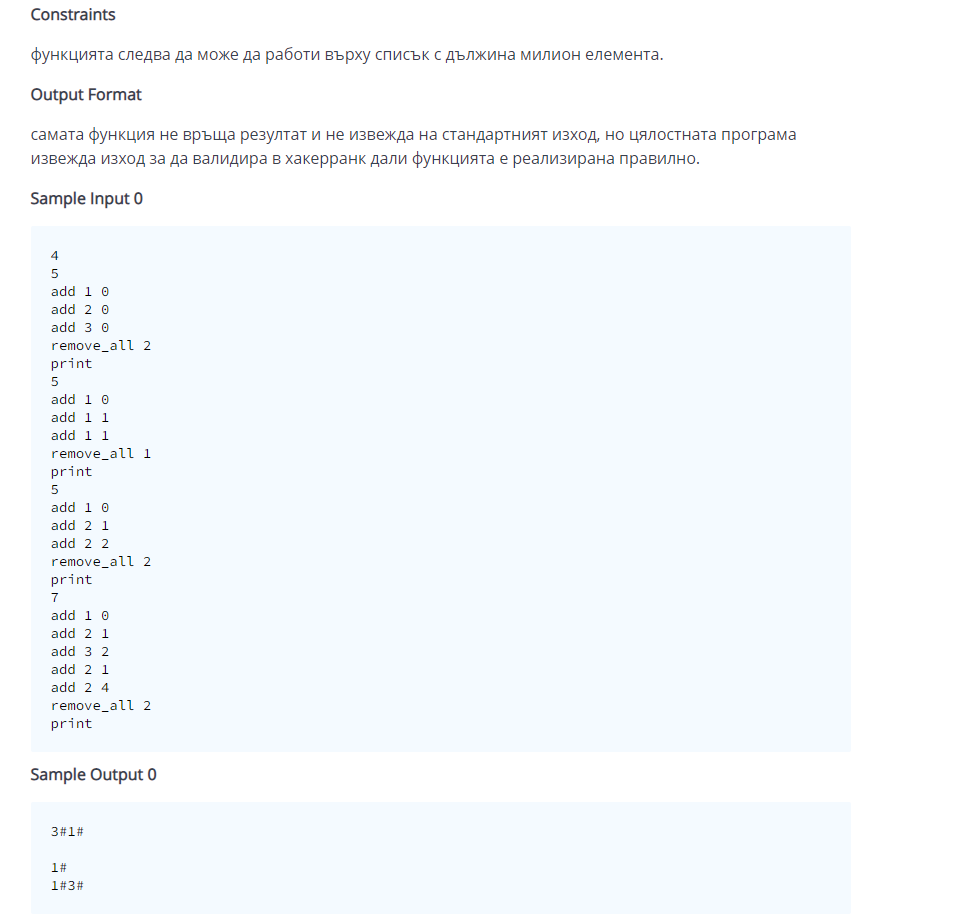 Constraints
функцията следва да може да работи върху списък с дължина милион елемента.
Output Format
самата функция не връща резултат и не извежда на стандартният изход, но цялостната програма
извежда изход за да валидира в хакерранк дали функцията е реализирана правилно.
Sample Input 0
4
5
add 1 0
add 2 0
add 3 0
remove_all 2
print
5
add 1 0
add 1 1
add 1 1
remove_all 1
print
5
add 1 0
add 2 1
add 2 2
remove_all 2
print
7
add 1 0
add 2 1
add 3 2
add 2 1
add 2 4
remove_all 2
print
Sample Output 0
3#1#

1#
1#3#